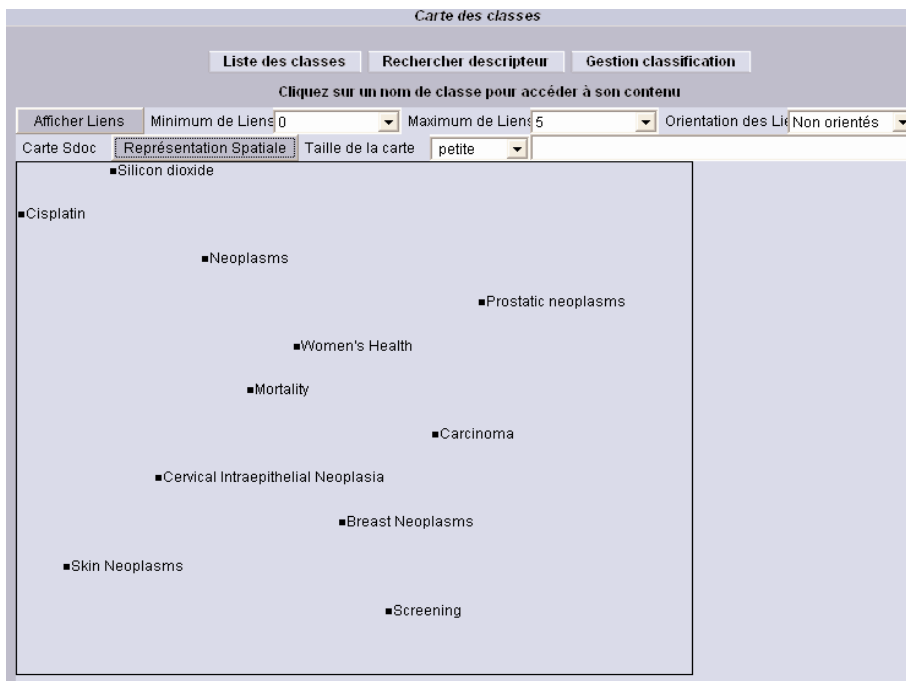 Carte des classes
Liste des classes Rechercher descripteur Gestion classification
Cliquez sur un nom de classe pour accéder à son contenu
Afficher Liens Minimum de Liens 0 Maximum de Liens 5 Orientation des Lie Non orientés
Carte Sdoc Représentation Spatiale Taille de la carte petite
Silicon dioxide
Cisplatin
Neoplasms
Prostatic neoplasms
Women's Health
Mortality
Carcinoma
Cervical Intraepithelial Neoplasia
Breast Neoplasms
Skin Neoplasms
Screening